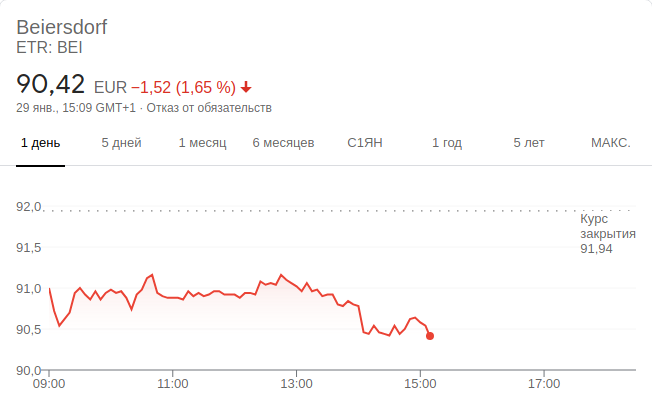 Beiersdorf
ETR: BEI
90,42 EUR −1,52 (1,65 %)
29 янв., 15:09 GMT+1 · Отказ от обязательств
1 день 5 дней 1 месяц 6 месяцев С1ЯН 1 год 5 лет МАКС.
92,0
Курс
закрытия
91,94
91,5
91,0
90,5
90,0
09:00 11:00 13:00 15:00 17:00